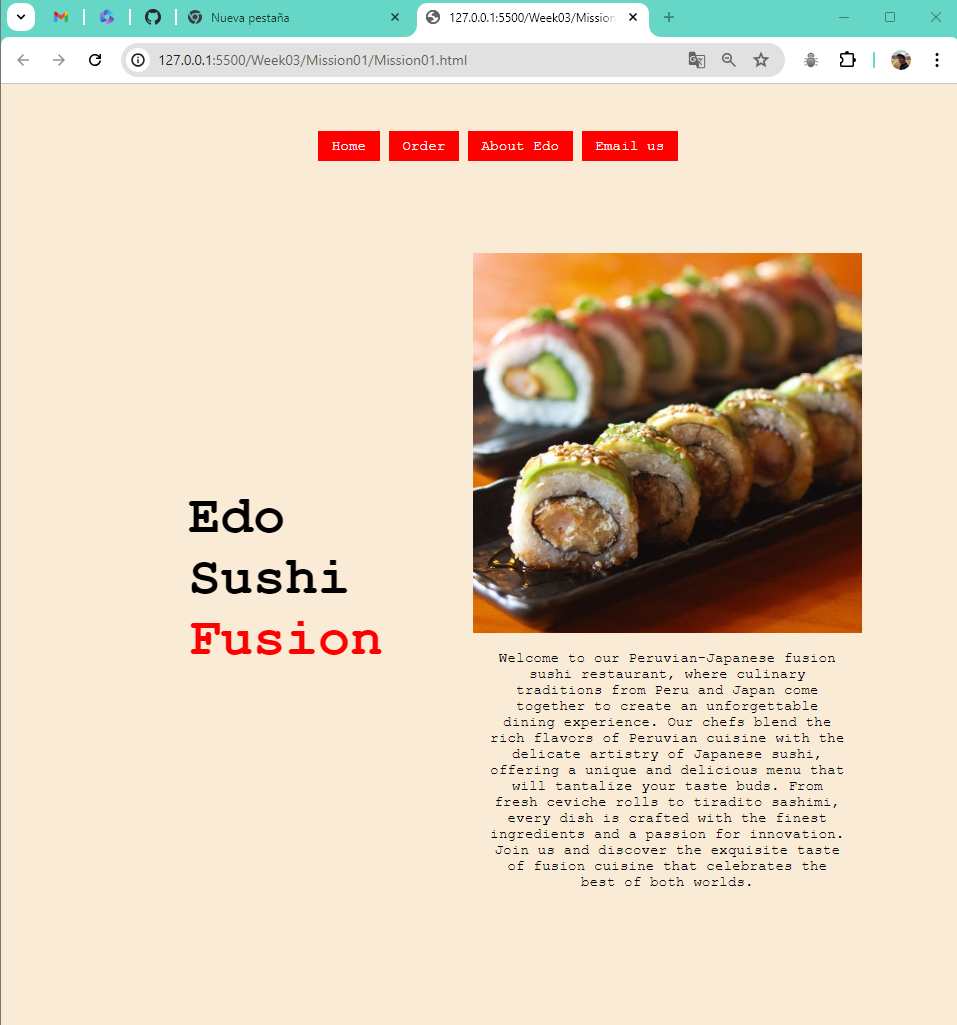 Nueva pestaña
127.0.0.1:5500/Week03/Mission
127.0.0.1:5500/Week03/Mission01/Mission01.html
Home
Order
About Edo
Email us
Edo
Sushi
Fusion
Welcome to our Peruvian-Japanese fusion
sushi restaurant, where culinary
traditions from Peru and Japan come
together to create an unforgettable
dining experience. Our chefs blend the
rich flavors of Peruvian cuisine with the
delicate artistry of Japanese sushi,
offering a unique and delicious menu that
will tantalize your taste buds. From
fresh ceviche rolls to tiradito sashimi,
every dish is crafted with the finest
ingredients and a passion for innovation.
Join us and discover the exquisite taste
of fusion cuisine that celebrates the
best of both worlds.